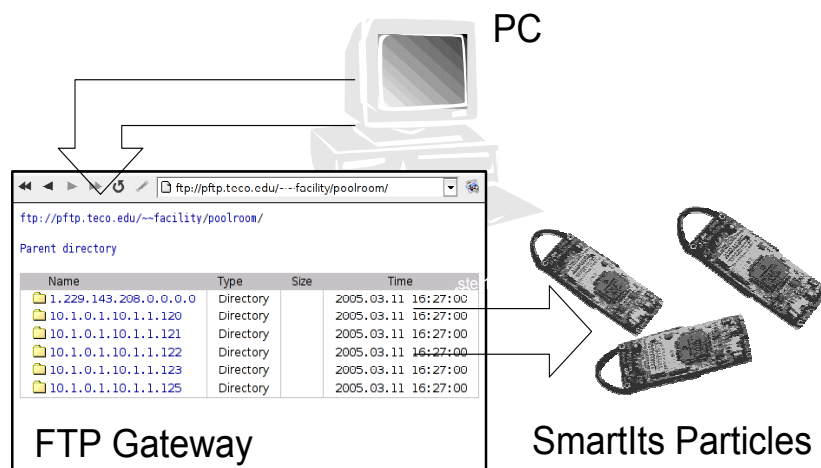 PC
ftp://pftp.teco.edu/~~facility/poolroom/
ftp://pftp.teco.edu/~~facility/poolroom/
Parent directory
Name Type Size Time
1.229.143.208.0.0.0.0 Directory 2005.03.11 16:27:00
10.1.0.1.10.1.1.120 Directory 2005.03.11 16:27:00
10.1.0.1.10.1.1.121 Directory 2005.03.11 16:27:00
10.1.0.1.10.1.1.122 Directory 2005.03.11 16:27:00
10.1.0.1.10.1.1.123 Directory 2005.03.11 16:27:00
10.1.0.1.10.1.1.125 Directory 2005.03.11 16:27:00
FTP Gateway
SmartIts Particles